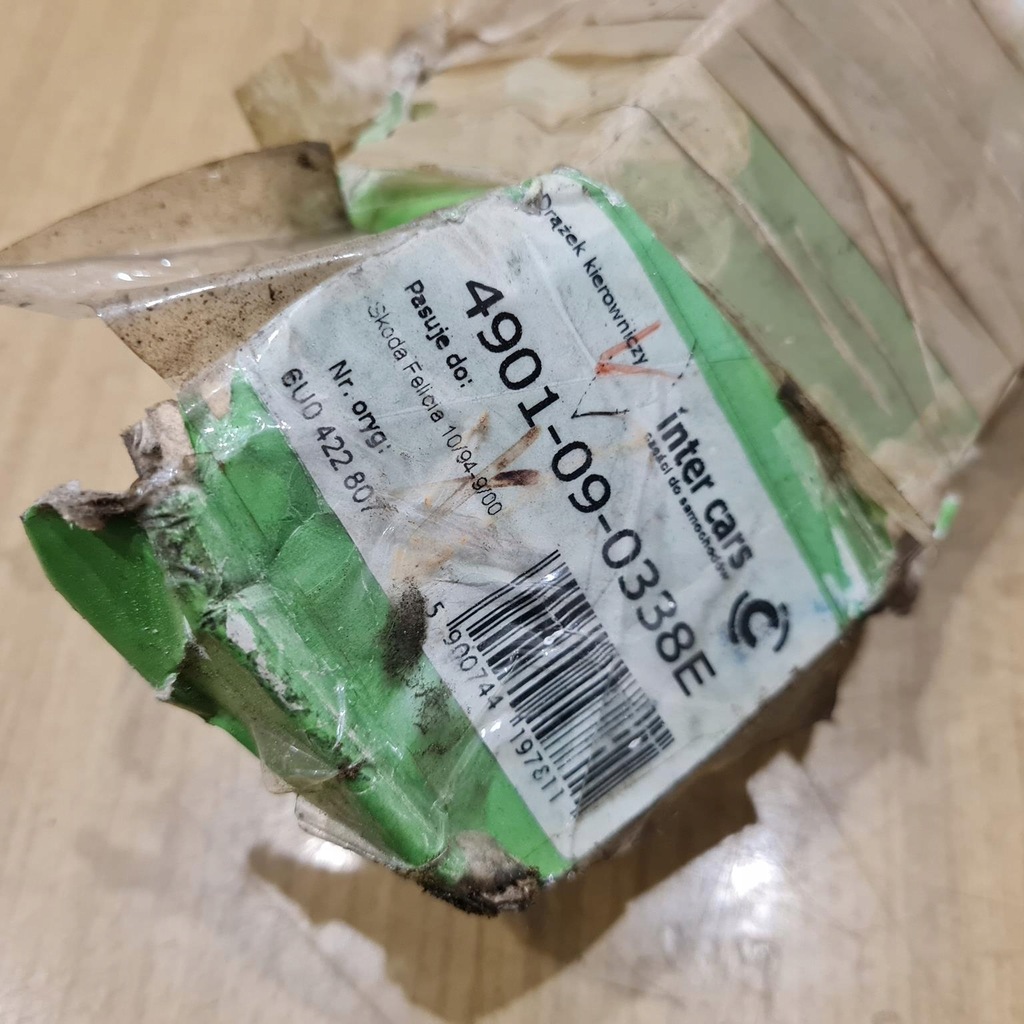 Drążek kierowniczy
inter cars
części do samochodów
4901-09-0338E
Pasuje do:
Skoda Felicia 10/94-9/00
Nr. oryg:
6U0 422 807
5 900744 197811